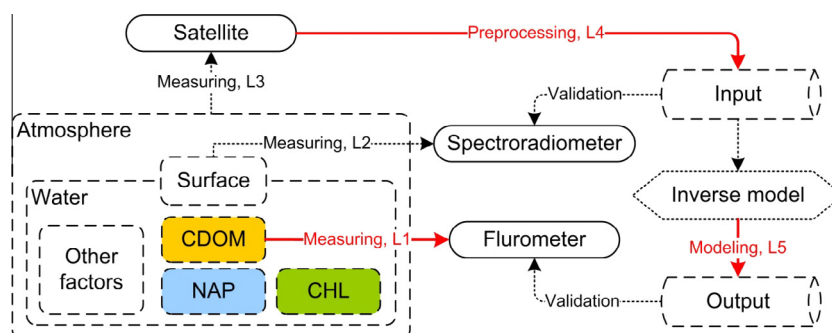 Satellite
Preprocessing, L4
Measuring, L3
Validation
Input
Atmosphere
Measuring, L2
Spectroradiometer
Surface
Water
Inverse model
Other
factors
CDOM
Measuring, L1
Flurometer
Modeling, L5
NAP
CHL
Validation
Output